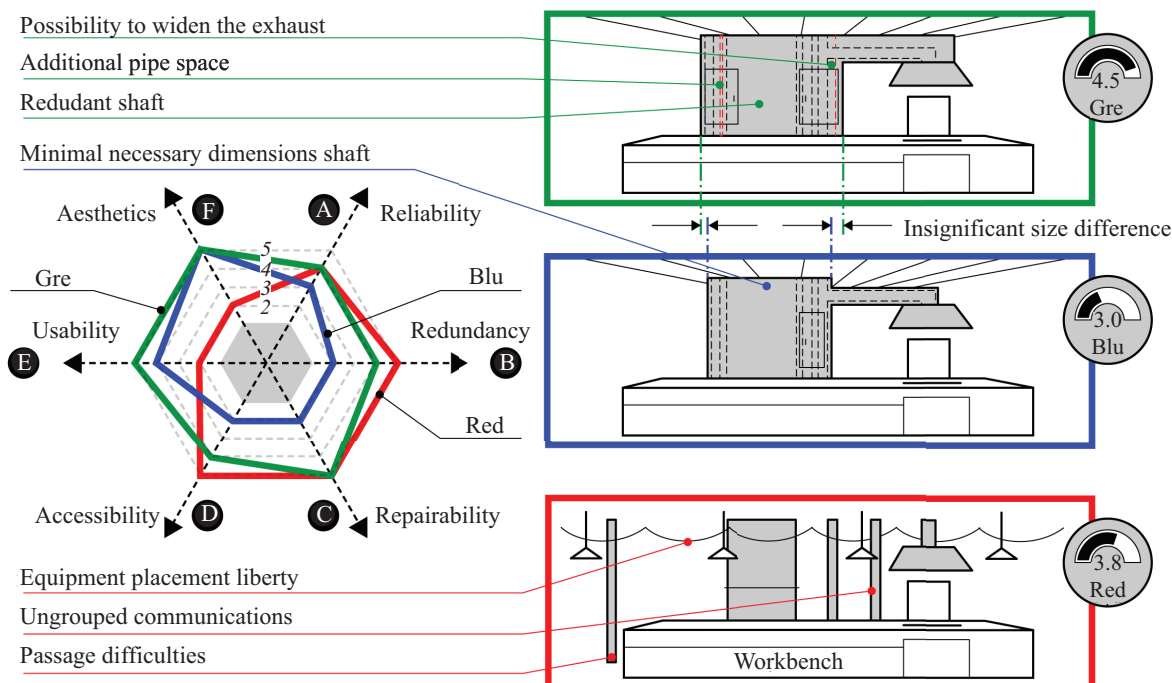 Possibility to widen the exhaust
Additional pipe space
Redudant shaft
Minimal necessary dimensions shaft
4.5
Gre
Insignificant size difference
Aesthetics
F
A
Reliability
5
4
3
2
Gre
Blu
Usability
Redundancy
E
B
Red
Accessibility
D
C
Repairability
3.0
Blu
Equipment placement liberty
Ungrouped communications
Passage difficulties
Workbench
3.8
Red